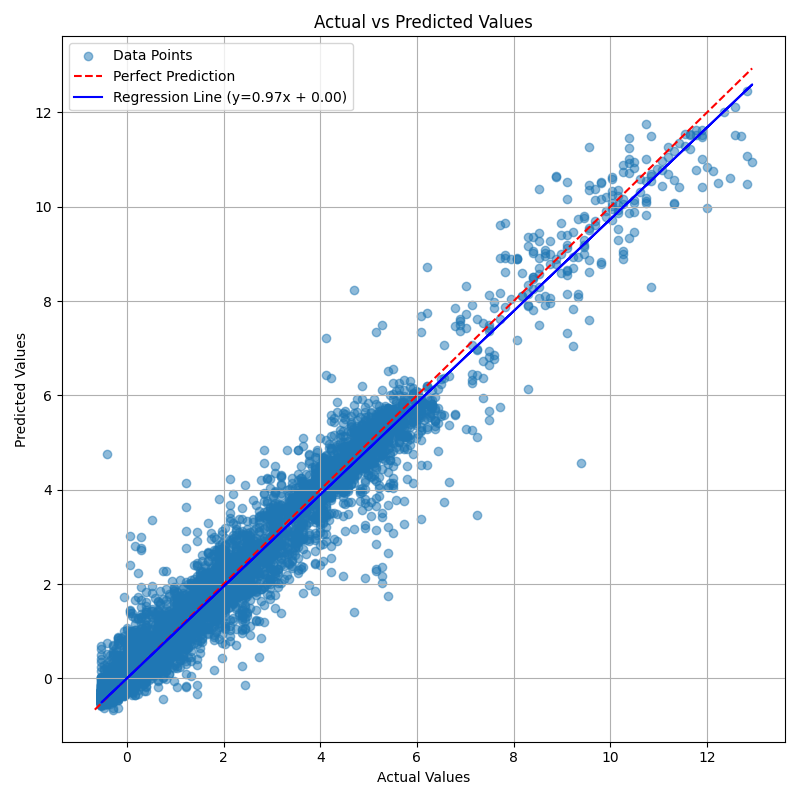 Actual vs Predicted Values
Data Points
Perfect Prediction
Regression Line (y=0.97x + 0.00)
12
10
8
6
4
2
0
Predicted Values
0 2 4 6 8 10 12
Actual Values